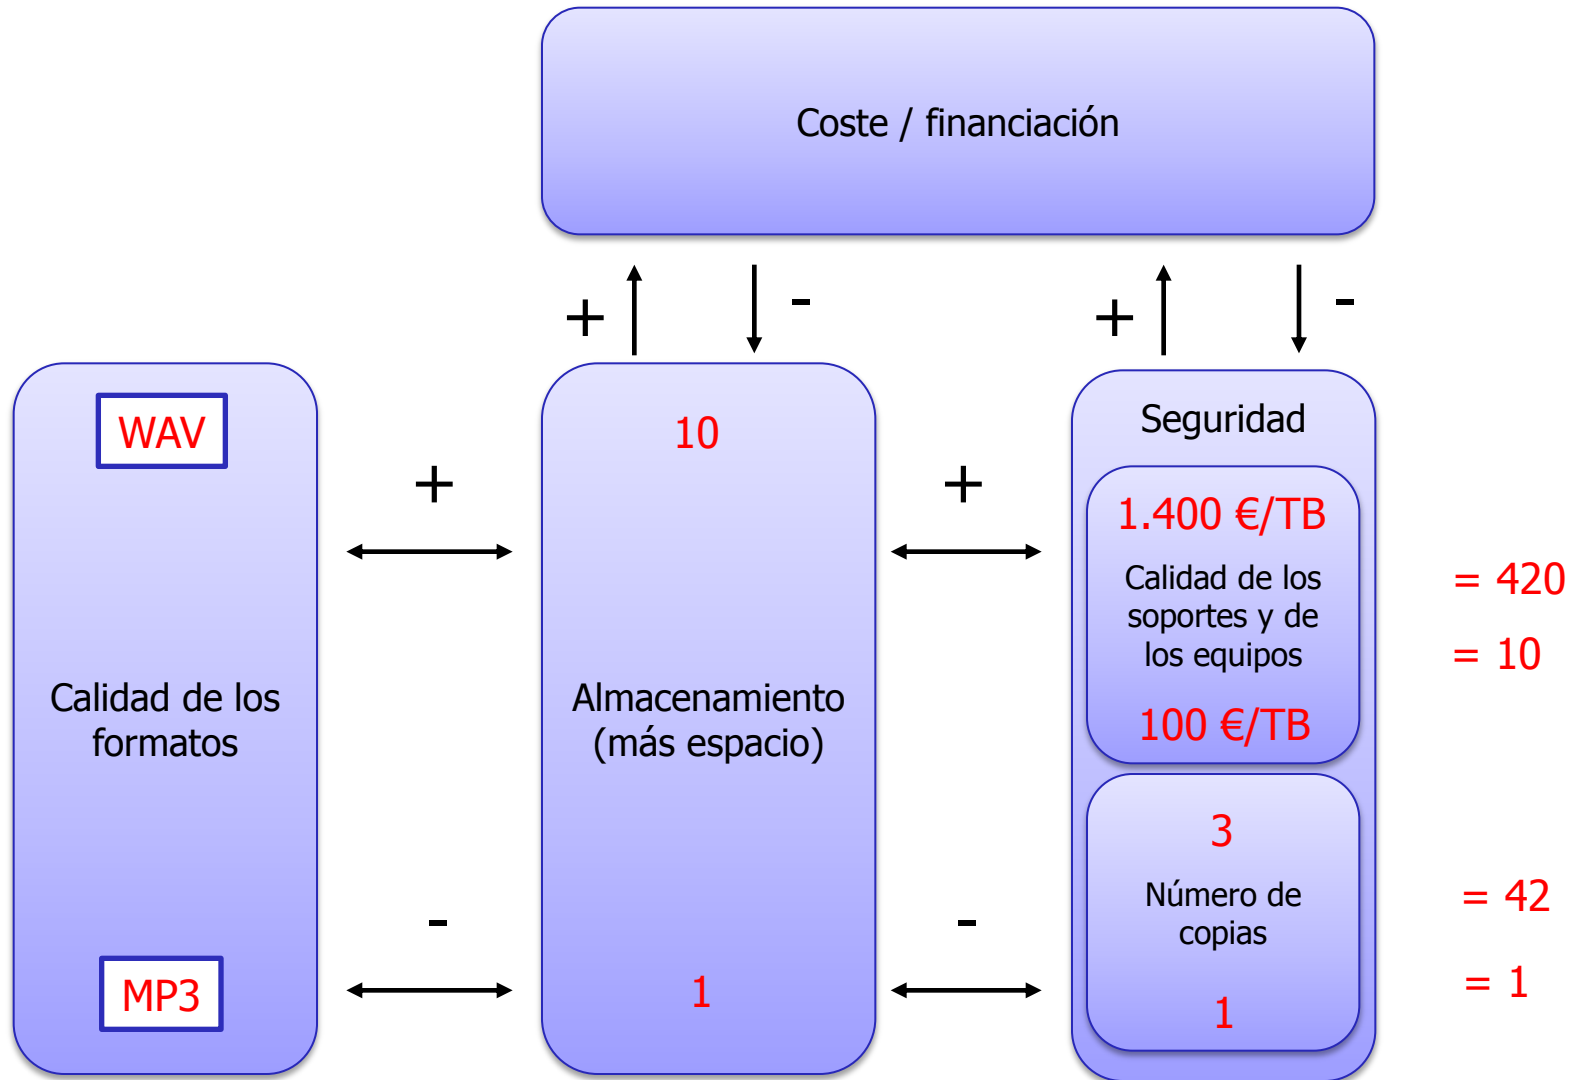 Coste / financiación
+
-
+
-
WAV
Calidad de los
formatos
MP3
+
-
10
Almacenamiento
(más espacio)
1
+
-
Seguridad
1.400 €/TB
Calidad de los
soportes y de
los equipos
100 €/TB
3
Número de
copias
1
= 420
= 10
= 42
= 1